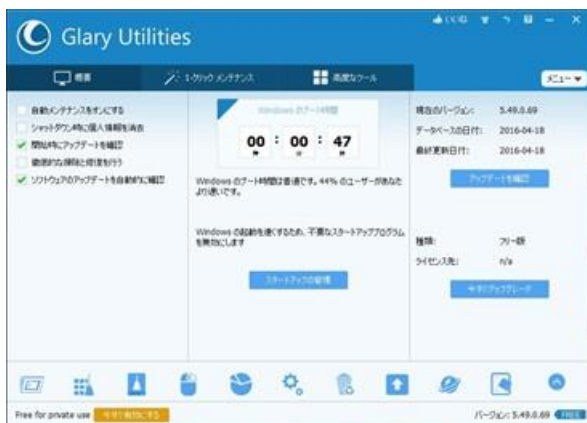 Glary Utilities
概要
1-クリック メンテナンス
高度なツール
メニュー
自動メンテナンスをオンにする
シャットダウン時に個人情報を消去
開始時にアップデートを確認
徹底的な掃除と修復を行う
ソフトウェアのアップデートを自動的に確認
Windows のブート時間
00 : 00 : 47
時 分 秒
Windows のブート時間は普通です。44% のユーザーがあなた
より速いです。
Windows の起動を速くするため、不要なスタートアッププログラム
を無効にします
スタートアップの管理
現在のバージョン: 5.49.0.69
データベースの日付: 2016-04-18
最終更新日付: 2016-04-18
アップデートを確認
種類: フリー版
ライセンス先: n/a
今すぐアップグレード
Free for private use 今すぐ有効にする
バージョン: 5.49.0.69 FREE